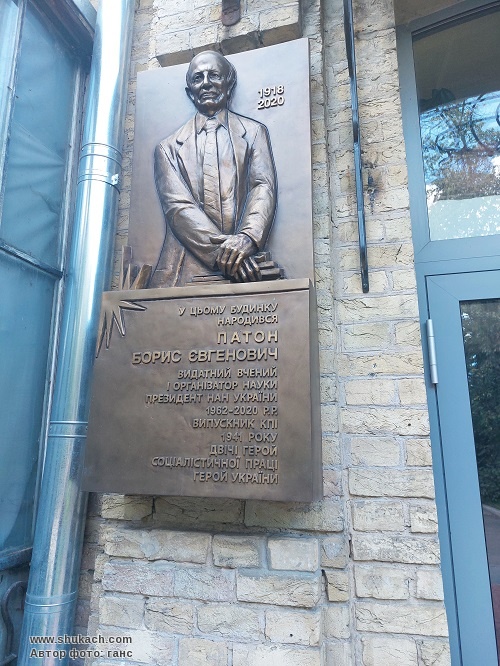 1918
2020
У ЦЬОМУ БУДИНКУ
НАРОДИВСЯ
ПАТОН
БОРИС ЄВГЕНОВИЧ
ВИДАТНИЙ ВЧЕНИЙ
І ОРГАНІЗАТОР НАУКИ
ПРЕЗИДЕНТ НАН УКРАЇНИ
1962-2020 Р.Р.
ВИПУСКНИК КПІ
1941 РОКУ
ДВІЧІ ГЕРОЙ
СОЦІАЛІСТИЧНОЇ ПРАЦІ
ГЕРОЙ УКРАЇНИ
www.shukach.com
Автор фото: ганс